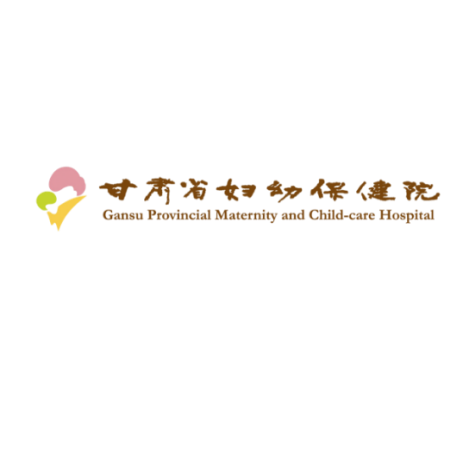 甘肃省妇幼保健院
Gansu Provincial Maternity and Child-care Hospital